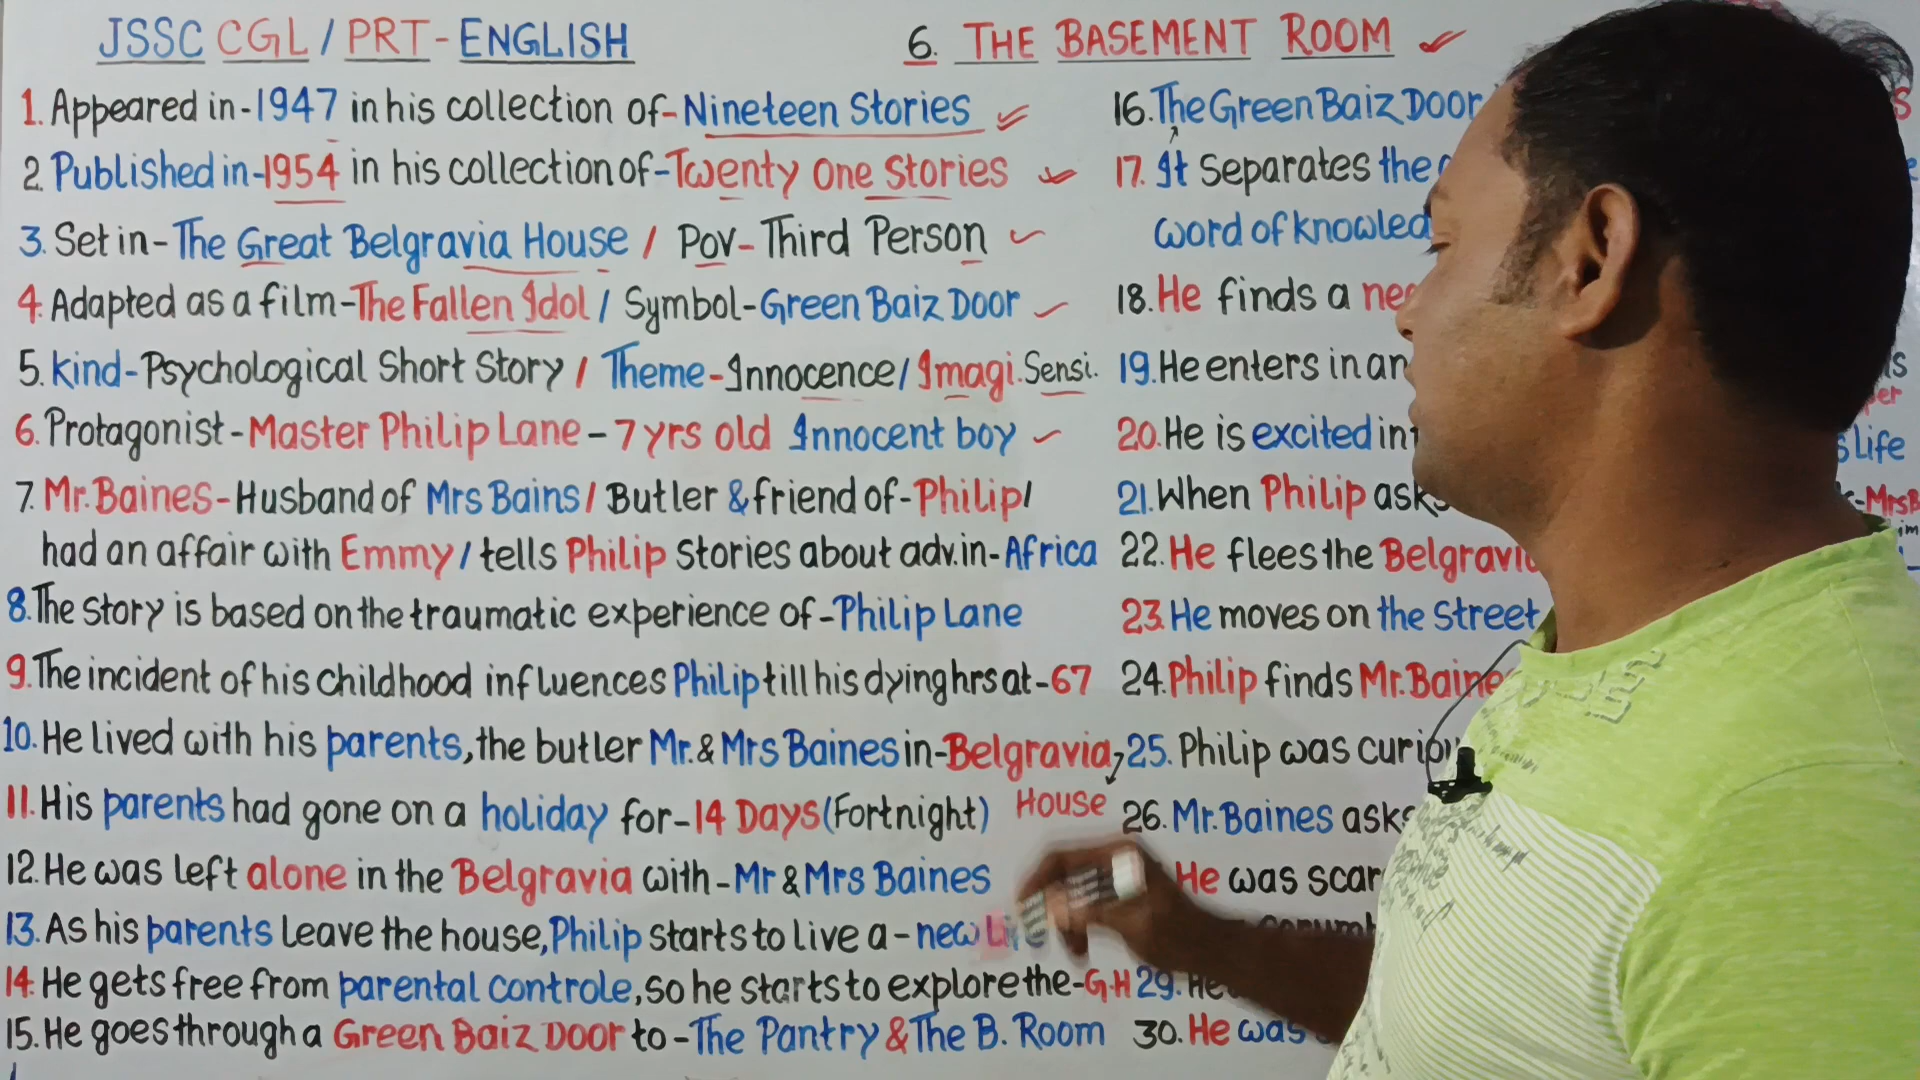 JSSC CGL / PRT - ENGLISH
6. THE BASEMENT ROOM
1. Appeared in - 1947 in his collection of - Nineteen Stories
2. Published in - 1954 in his collection of - Twenty One Stories
3. Set in - The Great Belgravia House / Pov - Third Person
4. Adapted as a film - The Fallen Idol / Symbol - Green Baiz Door
5. Kind - Psychological Short Story / Theme - Innocence / Imagi. Sensi.
6. Protagonist - Master Philip Lane - 7 yrs old Innocent boy
7. Mr. Baines - Husband of Mrs Bains / Butler & friend of - Philip /
had an affair with Emmy / tells Philip Stories about adv. in - Africa
8. The Story is based on the traumatic experience of - Philip Lane
9. The incident of his childhood influences Philip till his dying hrs at - 67
10. He lived with his parents, the butler Mr. & Mrs Baines in - Belgravia
House
11. His parents had gone on a holiday for - 14 Days (Fortnight)
12. He was left alone in the Belgravia with - Mr & Mrs Baines
13. As his parents leave the house, Philip starts to live a - new
14. He gets free from parental controle, so he starts to explore the - G.H
15. He goes through a Green Baiz Door to - The Pantry & The B. Room
16. The Green Baiz Door
17. It Separates the
word of
18. He finds a
19. He enters in an
20. He is excited
Life
21. When Philip
22. He flees the
23. He moves on the Street
24. Philip finds Mr.
25. Philip was
26. Mr. Baines
He was
29. He
30. He was